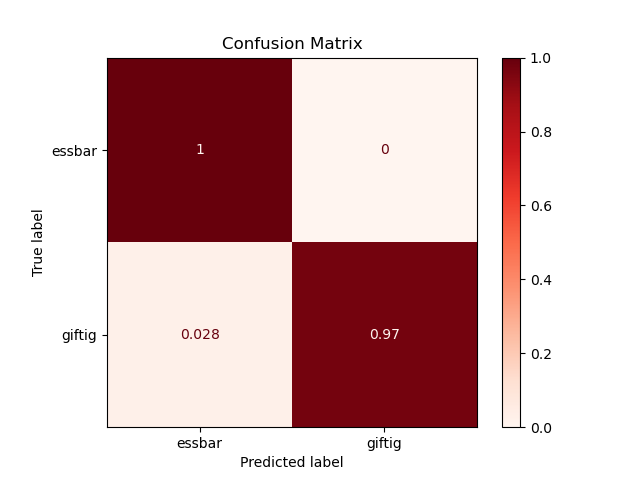 Confusion Matrix
1.0
essbar
1
0
0.8
0.6
True label
0.4
giftig
0.028
0.97
0.2
0.0
essbar
giftig
Predicted label